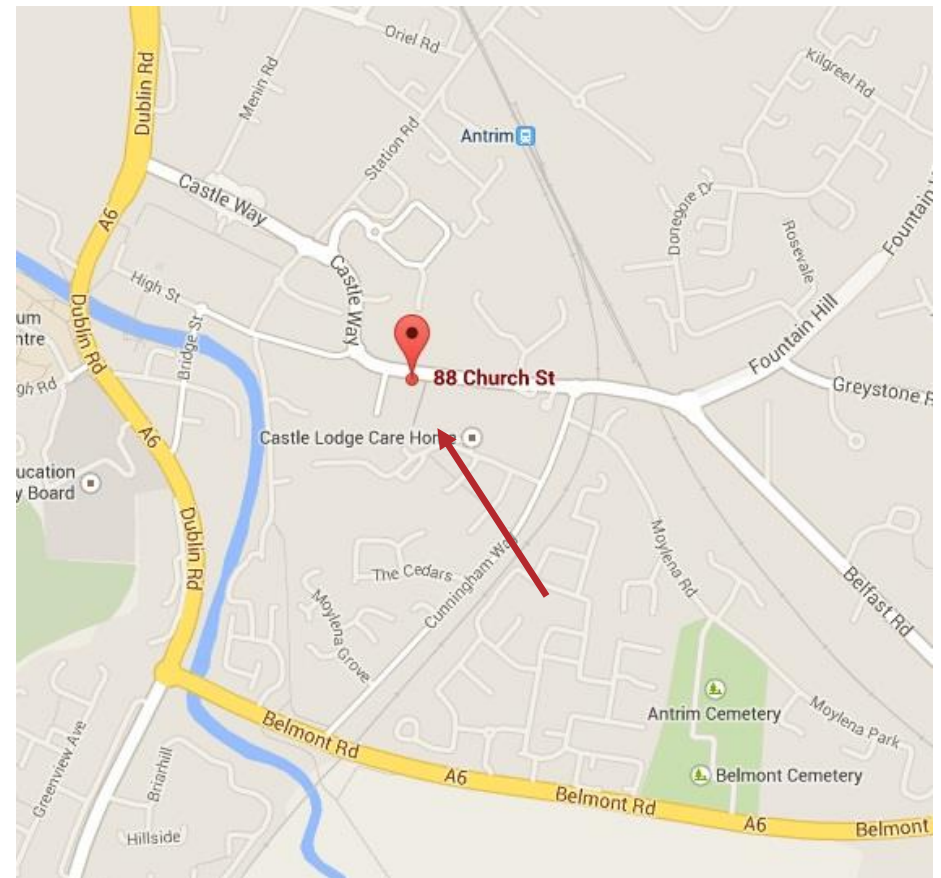 Oriel Rd
Kilgreel Rd
Dublin Rd
Menin Rd
Station Rd
Antrim
Castle Way
Donegore D
Fountain H
A6
Rosevale
High St
Castle Way
um
ntre
Dublin Rd
Bridge St
Fountain Hill
gh Rd
88 Church St
Greystone R
A6
Castle Lodge Care Home
ucation
y Board
Dublin Rd
The Cedars
Cunningham Way
Moylena Rd
Belfast Rd
Moylena Grove
Antrim Cemetery
Moylena Park
Belmont Rd
Greenview Ave
Briarhill
A6
Belmont Cemetery
Belmont Rd
A6
Belmont
Hillside